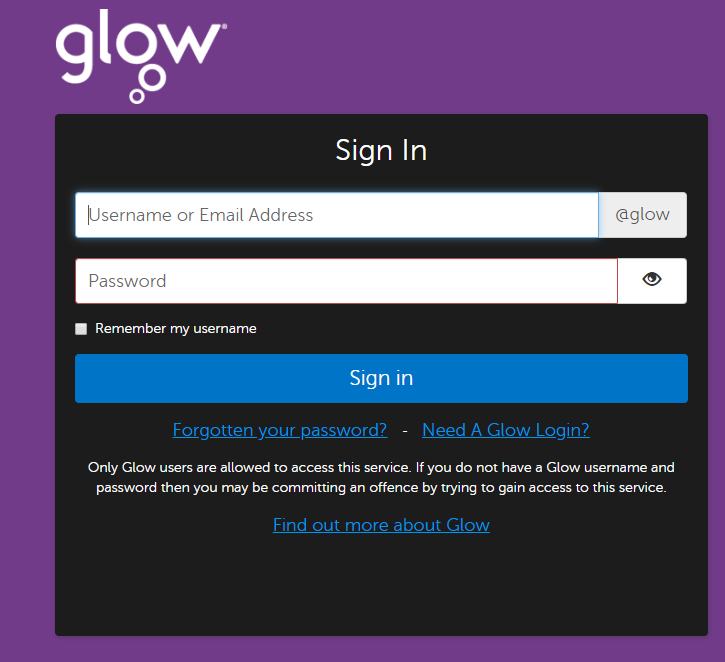 glow®
Sign In
Username or Email Address
@glow
Password
Remember my username
Sign in
Forgotten your password? - Need A Glow Login?
Only Glow users are allowed to access this service. If you do not have a Glow username and
password then you may be committing an offence by trying to gain access to this service.
Find out more about Glow